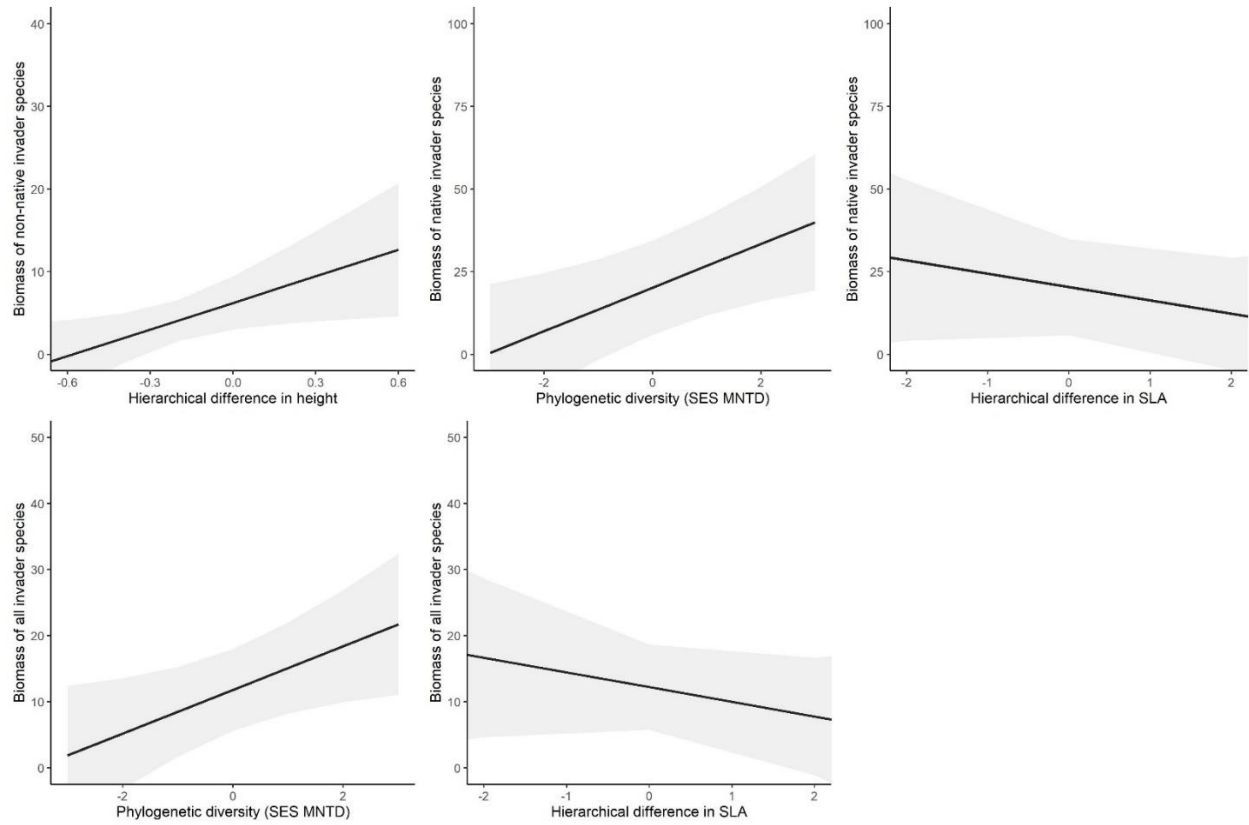 Biomass of non-native invader species
40
30
20
10
0
-0.6 -0.3 0.0 0.3 0.6
Hierarchical difference in height
Biomass of native invader species
100
75
50
25
0
-2 0 2
Phylogenetic diversity (SES MNTD)
Biomass of native invader species
100
75
50
25
0
-2 -1 0 1 2
Hierarchical difference in SLA
Biomass of all invader species
50
40
30
20
10
0
-2 0 2
Phylogenetic diversity (SES MNTD)
Biomass of all invader species
50
40
30
20
10
0
-2 -1 0 1 2
Hierarchical difference in SLA